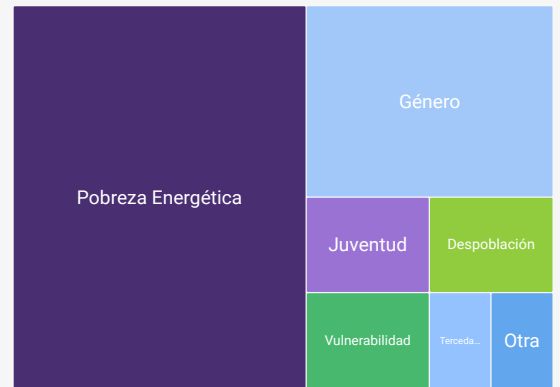 Pobreza Energética
Género
Juventud
Despoblación
Vulnerabilidad
Terceda...
Otra